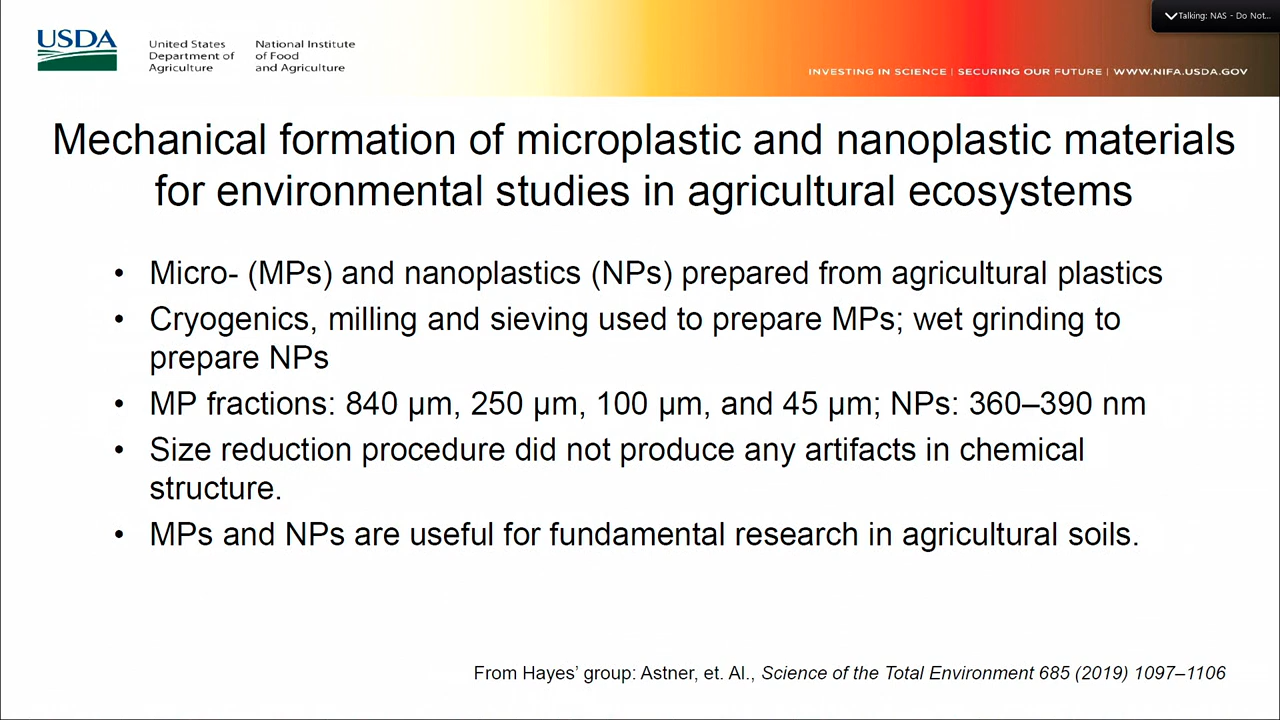 Talking: NAS - Do Not...
USDA
United States
Department of
Agriculture
National Institute
of Food
and Agriculture
INVESTING IN SCIENCE | SECURING OUR FUTURE | WWW.NIFA.USDA.GOV
Mechanical formation of microplastic and nanoplastic materials
for environmental studies in agricultural ecosystems
• Micro- (MPs) and nanoplastics (NPs) prepared from agricultural plastics
• Cryogenics, milling and sieving used to prepare MPs; wet grinding to
prepare NPs
• MP fractions: 840 µm, 250 µm, 100 µm, and 45 µm; NPs: 360–390 nm
• Size reduction procedure did not produce any artifacts in chemical
structure.
• MPs and NPs are useful for fundamental research in agricultural soils.
From Hayes’ group: Astner, et. Al., Science of the Total Environment 685 (2019) 1097–1106